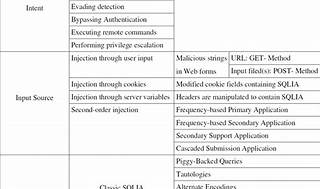 Intent
Evading detection
Bypassing Authentication
Executing remote commands
Performing privilege escalation
Input Source
Injection through user input
Malicious strings
in Web forms
URL: GET- Method
Input filed(s): POST- Method
Injection through cookies
Modified cookie fields containing SQLIA
Injection through server variables
Headers are manipulated to contain SQLIA
Second-order injection
Frequency-based Primary Application
Frequency-based Secondary Application
Secondary Support Application
Cascaded Submission Application
Classic SQLIA
Piggy-Backed Queries
Tautologies
Alternate Encodings